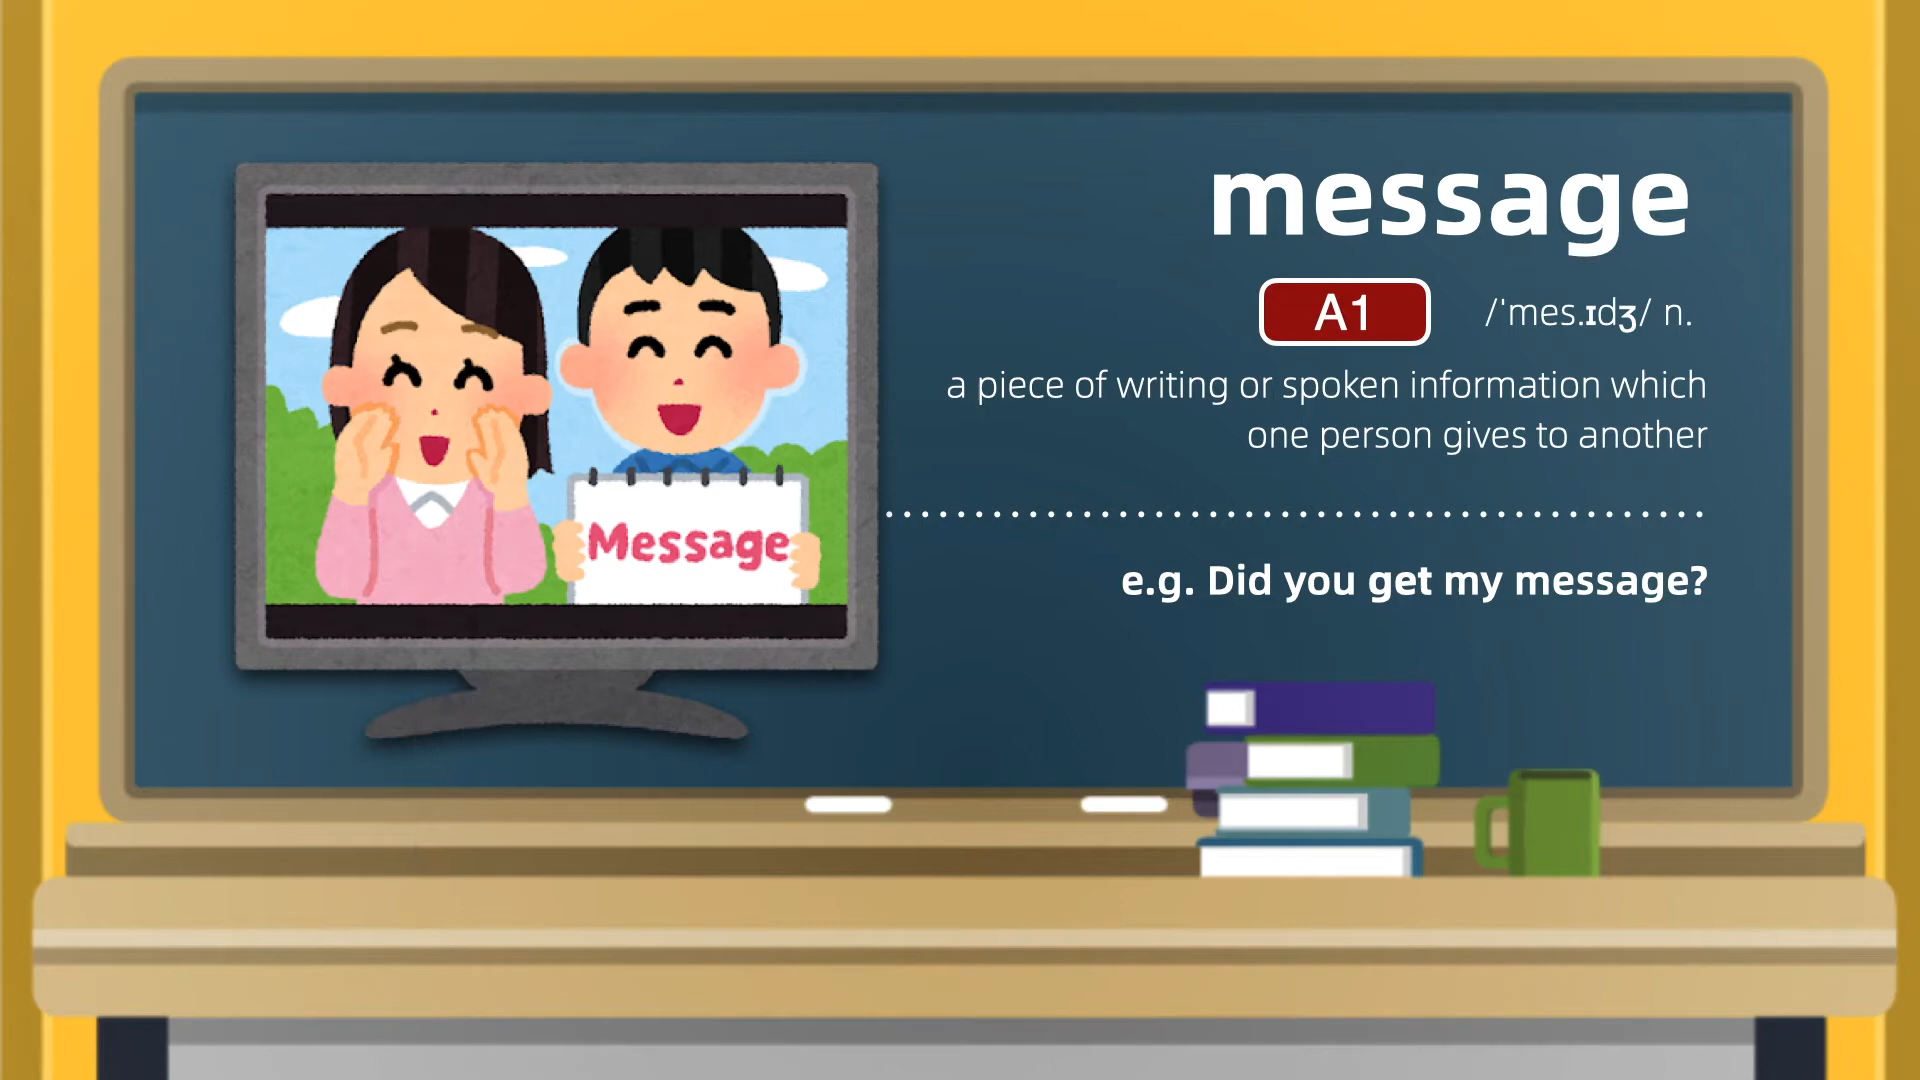 message
A1 /ˈmes.ɪdʒ/ n.
a piece of writing or spoken information which
one person gives to another
e.g. Did you get my message?
Message